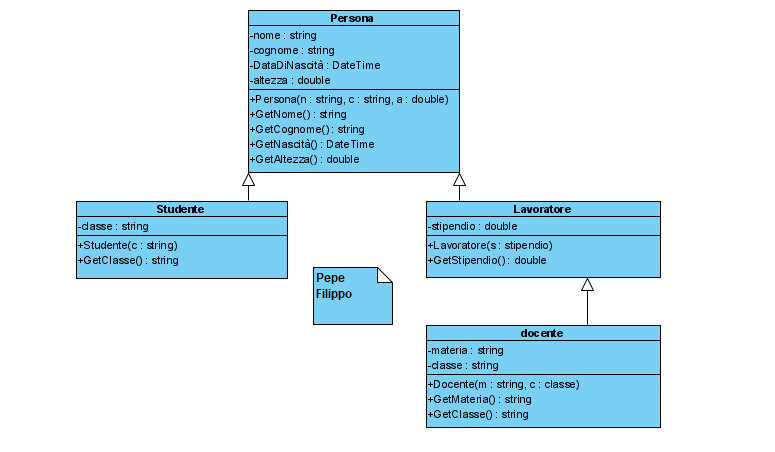 Persona
-nome : string
-cognome : string
-DataDiNascità : DateTime
-altezza : double
+Persona(n : string, c : string, a : double)
+GetNome() : string
+GetCognome() : string
+GetNascità() : DateTime
+GetAltezza() : double
Studente
-classe : string
+Studente(c : string)
+GetClasse() : string
Lavoratore
-stipendio : double
+Lavoratore(s : stipendio)
+GetStipendio() : double
Pepe
Filippo
docente
-materia : string
-classe : string
+Docente(m : string, c : classe)
+GetMateria() : string
+GetClasse() : string